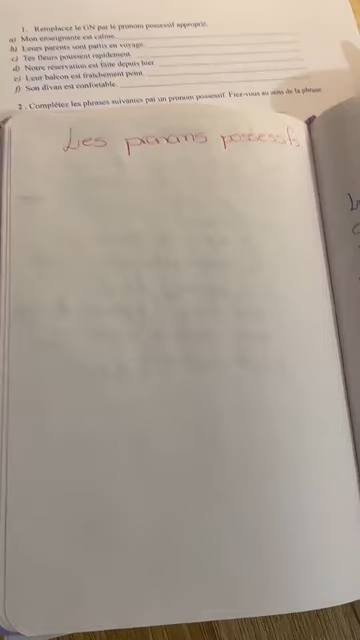 1. Remplacez le GN par le pronom possessif approprié.
a) Mon enseignante est calme.
b) Leurs parents sont partis en voyage.
c) Tes fleurs poussent rapidement.
d) Notre réservation est faite depuis hier
e) Leur balcon est fraîchement peint.
f) Son divan est confortable.
2. Complétez les phrases suivantes par un pronom possessif. Fiez-vous au sens de la phrase
Les pronoms possessifs